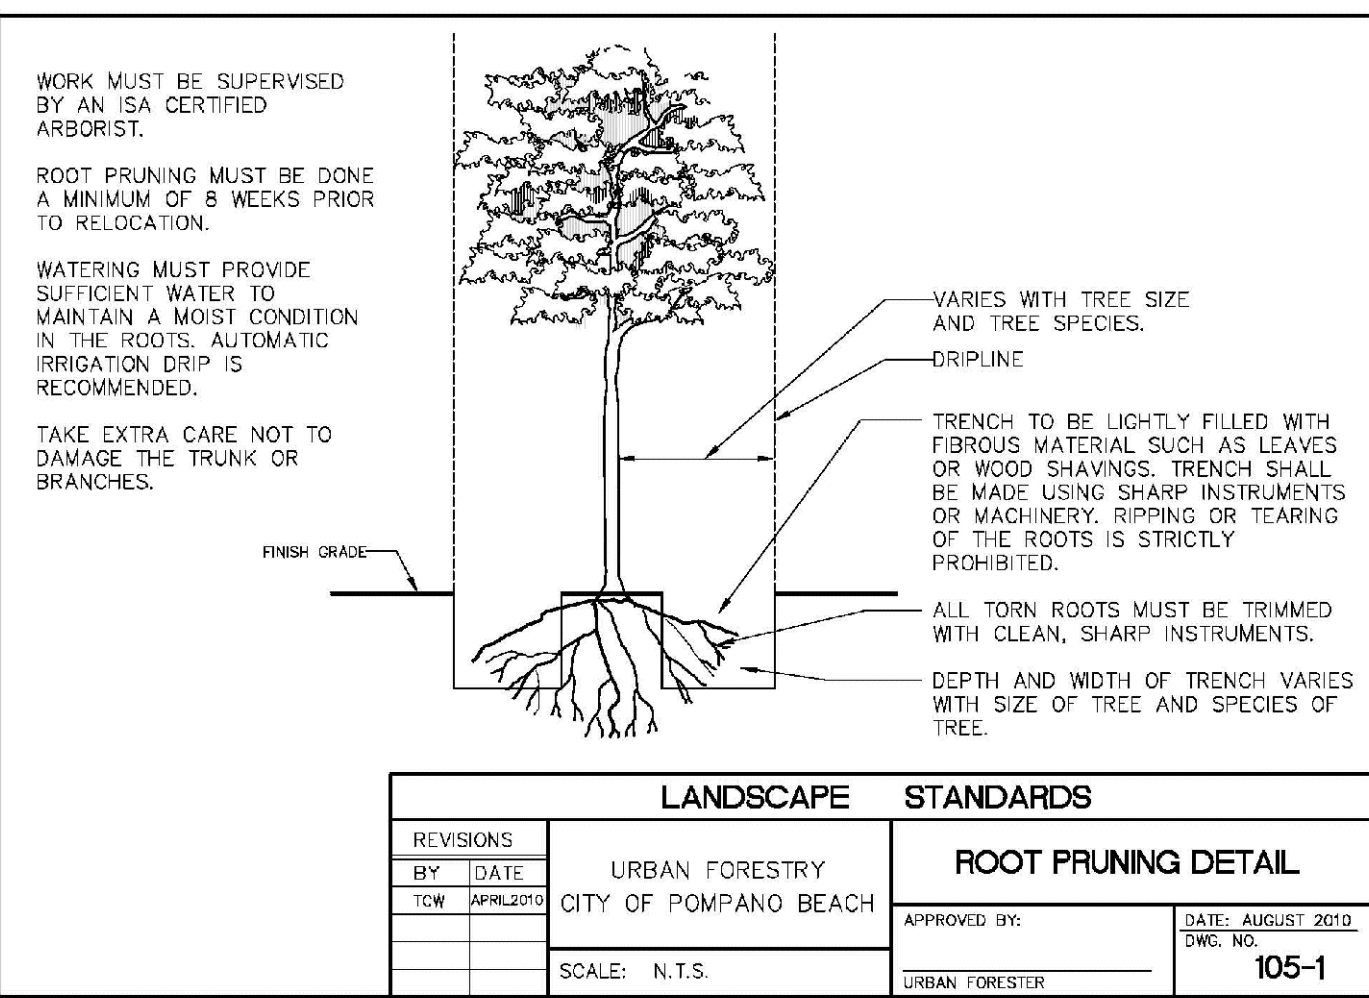 WORK MUST BE SUPERVISED
BY AN ISA CERTIFIED
ARBORIST.
ROOT PRUNING MUST BE DONE
A MINIMUM OF 8 WEEKS PRIOR
TO RELOCATION.
WATERING MUST PROVIDE
SUFFICIENT WATER TO
MAINTAIN A MOIST CONDITION
IN THE ROOTS. AUTOMATIC
IRRIGATION DRIP IS
RECOMMENDED.
TAKE EXTRA CARE NOT TO
DAMAGE THE TRUNK OR
BRANCHES.
FINISH GRADE
VARIES WITH TREE SIZE
AND TREE SPECIES.
DRIPLINE
TRENCH TO BE LIGHTLY FILLED WITH
FIBROUS MATERIAL SUCH AS LEAVES
OR WOOD SHAVINGS. TRENCH SHALL
BE MADE USING SHARP INSTRUMENTS
OR MACHINERY. RIPPING OR TEARING
OF THE ROOTS IS STRICTLY
PROHIBITED.
ALL TORN ROOTS MUST BE TRIMMED
WITH CLEAN, SHARP INSTRUMENTS.
DEPTH AND WIDTH OF TRENCH VARIES
WITH SIZE OF TREE AND SPECIES OF
TREE.
LANDSCAPE STANDARDS
REVISIONS
BY DATE
TCW APRIL2010
URBAN FORESTRY
CITY OF POMPANO BEACH
SCALE: N.T.S.
ROOT PRUNING DETAIL
APPROVED BY:
URBAN FORESTER
DATE: AUGUST 2010
DWG. NO.
105-1